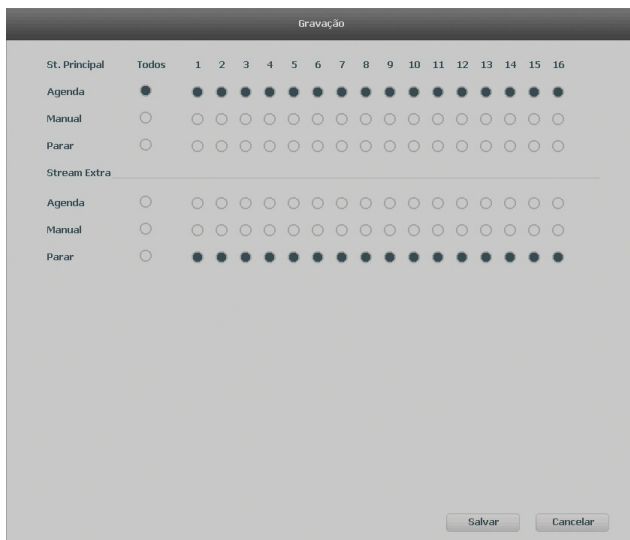 Gravação
St. Principal Todos 1 2 3 4 5 6 7 8 9 10 11 12 13 14 15 16
Agenda
Manual
Parar
Stream Extra
Agenda
Manual
Parar
Salvar Cancelar